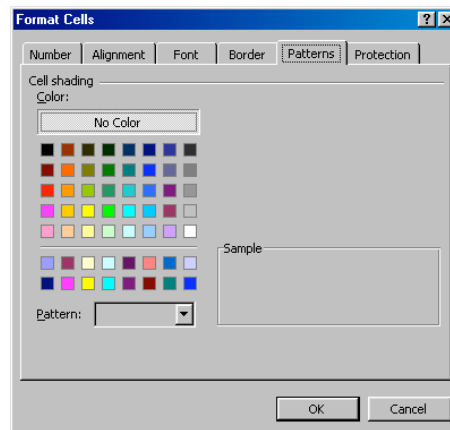 Format Cells
Number Alignment Font Border Patterns Protection
Cell shading
Color:
No Color
Sample
Pattern:
OK Cancel